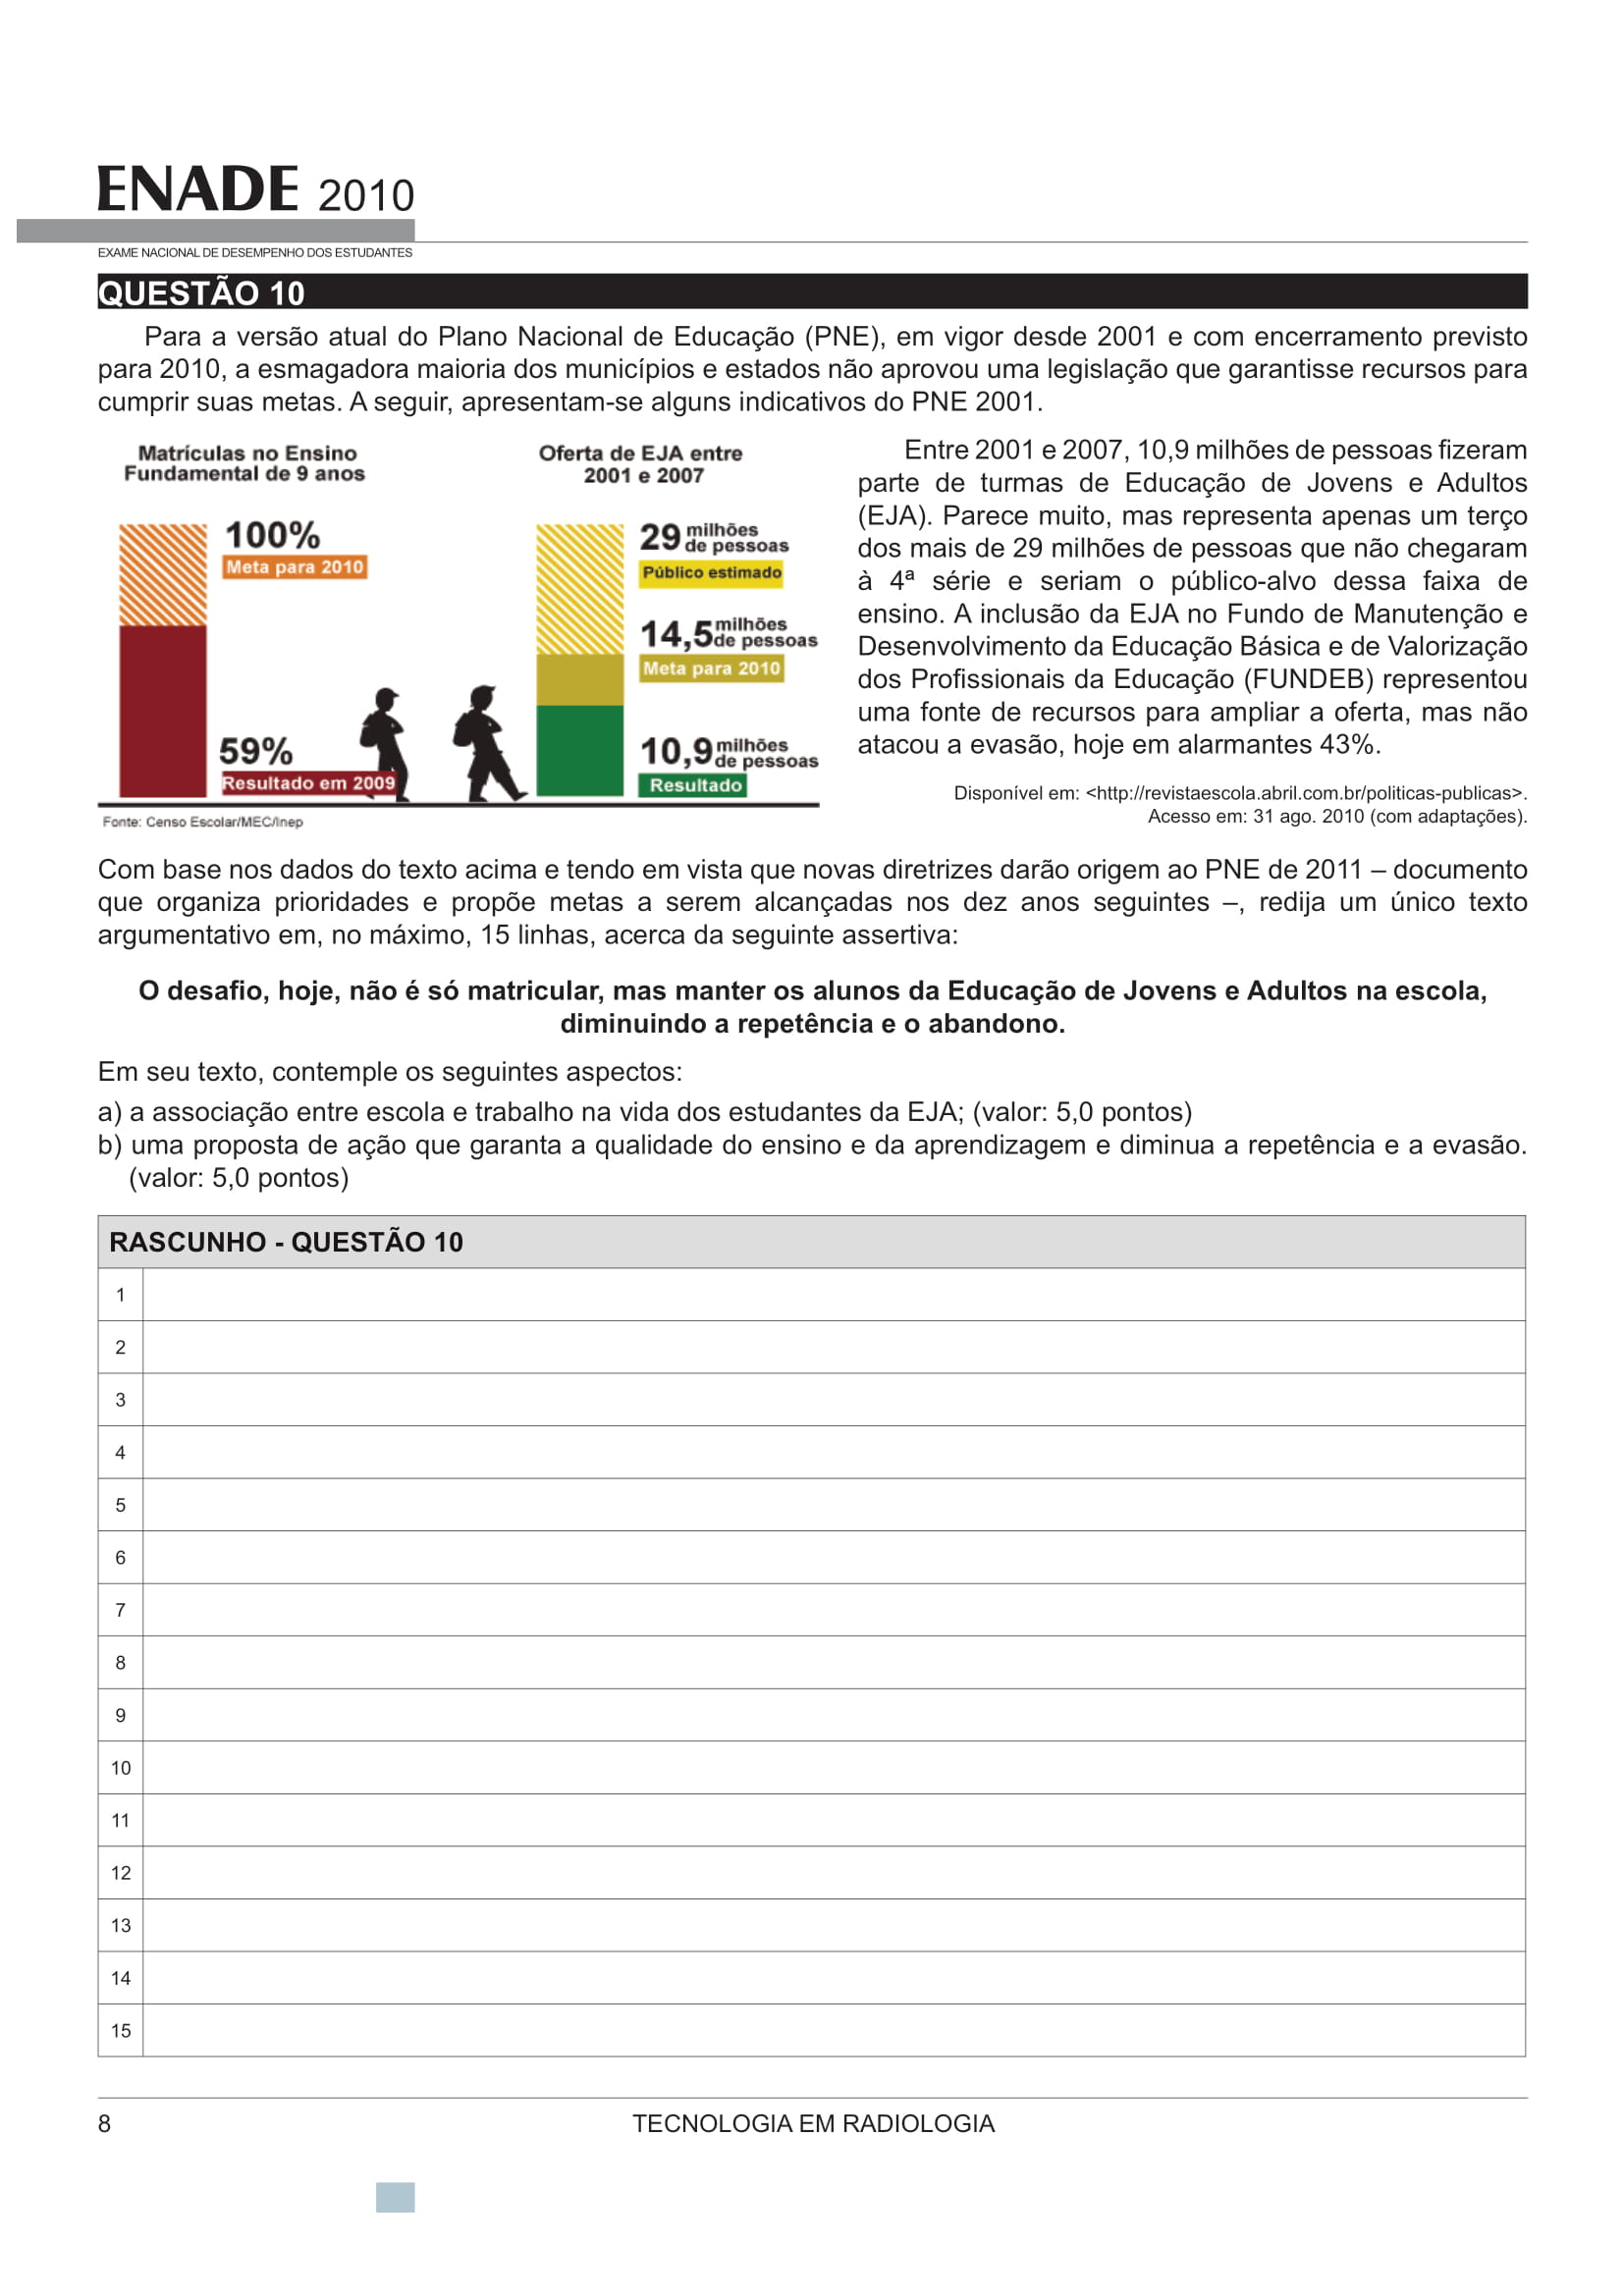 ENADE 2010
EXAME NACIONAL DE DESEMPENHO DOS ESTUDANTES
QUESTÃO 10
Para a versão atual do Plano Nacional de Educação (PNE), em vigor desde 2001 e com encerramento previsto
para 2010, a esmagadora maioria dos municípios e estados não aprovou uma legislação que garantisse recursos para
cumprir suas metas. A seguir, apresentam-se alguns indicativos do PNE 2001.
Matrículas no Ensino
Fundamental de 9 anos
100%
Meta para 2010
59%
Resultado em 2009
Oferta de EJA entre
2001 e 2007
29 milhões
de pessoas
Público estimado
14,5 milhões
de pessoas
Meta para 2010
10,9 milhões
de pessoas
Resultado
Fonte: Censo Escolar/MEC/Inep
Entre 2001 e 2007, 10,9 milhões de pessoas fizeram
parte de turmas de Educação de Jovens e Adultos
(EJA). Parece muito, mas representa apenas um terço
dos mais de 29 milhões de pessoas que não chegaram
à 4ª série e seriam o público-alvo dessa faixa de
ensino. A inclusão da EJA no Fundo de Manutenção e
Desenvolvimento da Educação Básica e de Valorização
dos Profissionais da Educação (FUNDEB) representou
uma fonte de recursos para ampliar a oferta, mas não
atacou a evasão, hoje em alarmantes 43%.
Disponível em: <http://revistaescola.abril.com.br/politicas-publicas>.
Acesso em: 31 ago. 2010 (com adaptações).
Com base nos dados do texto acima e tendo em vista que novas diretrizes darão origem ao PNE de 2011 – documento
que organiza prioridades e propõe metas a serem alcançadas nos dez anos seguintes –, redija um único texto
argumentativo em, no máximo, 15 linhas, acerca da seguinte assertiva:
O desafio, hoje, não é só matricular, mas manter os alunos da Educação de Jovens e Adultos na escola,
diminuindo a repetência e o abandono.
Em seu texto, contemple os seguintes aspectos:
a) a associação entre escola e trabalho na vida dos estudantes da EJA; (valor: 5,0 pontos)
b) uma proposta de ação que garanta a qualidade do ensino e da aprendizagem e diminua a repetência e a evasão.
(valor: 5,0 pontos)
RASCUNHO - QUESTÃO 10
1
2
3
4
5
6
7
8
9
10
11
12
13
14
15
8
TECNOLOGIA EM RADIOLOGIA